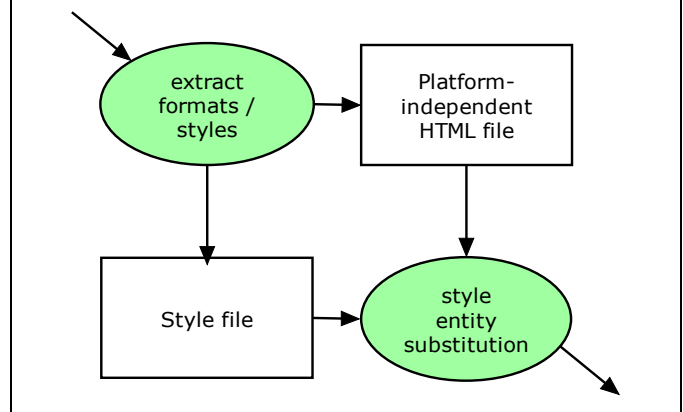 extract
formats /
styles
Platform-
independent
HTML file
Style file
style
entity
substitution